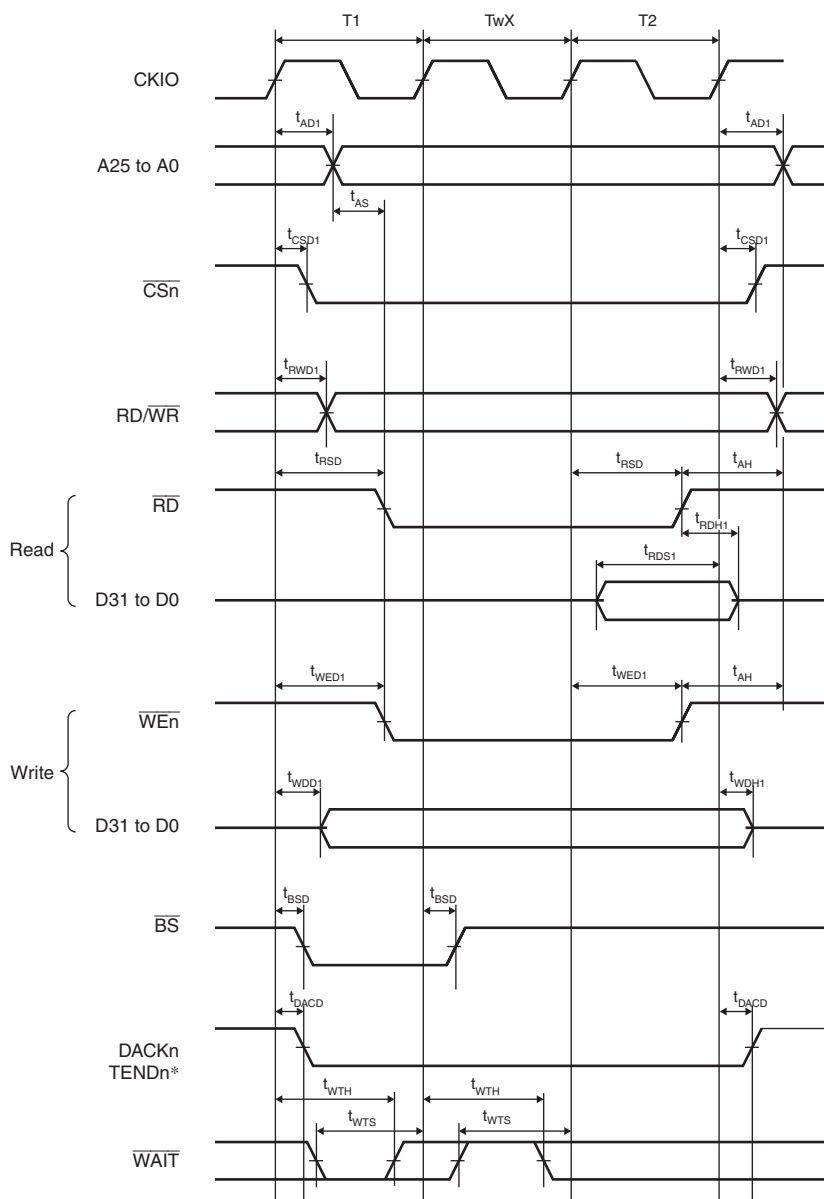 T1 TwX T2
CKIO
tAD1 tAD1
A25 to A0
tAS
tCSD1 tCSD1
CSn
tRWD1 tRWD1
RD/WR
tRSD tRSD tAH
RD
tRDH1
Read
tRDS1
D31 to D0
tWED1 tWED1 tAH
WEn
Write
tWDD1 tWDH1
D31 to D0
tBSD tBSD
BS
tDACD tDACD
DACKn
TENDn*
tWTH tWTH
tWTS tWTS
WAIT